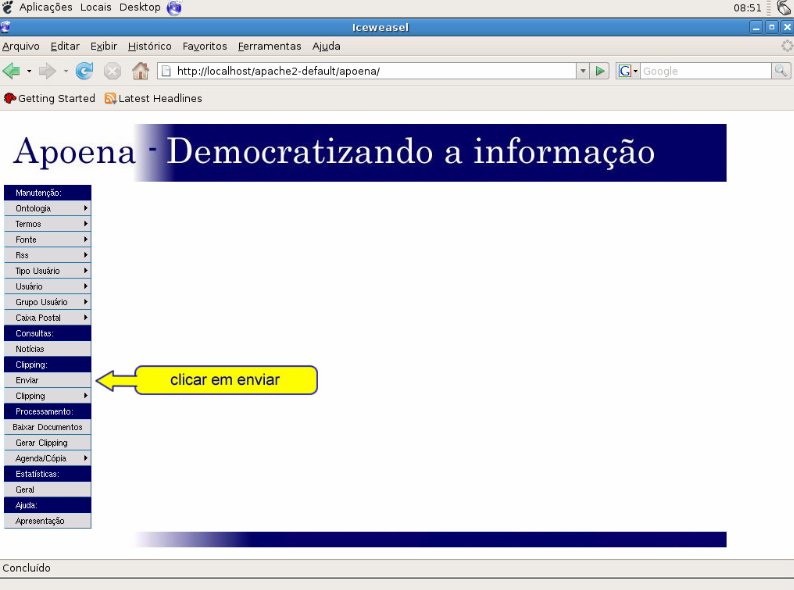 Aplicações Locais Desktop 08:51
Iceweasel
Arquivo Editar Exibir Histórico Favoritos Ferramentas Ajuda
http://localhost/apache2-default/apoena/ G Google
Getting Started Latest Headlines
Apoena - Democratizando a informação
Manutenção:
Ontologia
Termos
Fonte
Rss
Tipo Usuário
Usuário
Grupo Usuário
Caixa Postal
Consultas:
Notícias
Clipping:
Enviar
clicar em enviar
Clipping
Processamento:
Baixar Documentos
Gerar Clipping
Agenda/Cópia
Estatísticas:
Geral
Ajuda:
Apresentação
Concluído